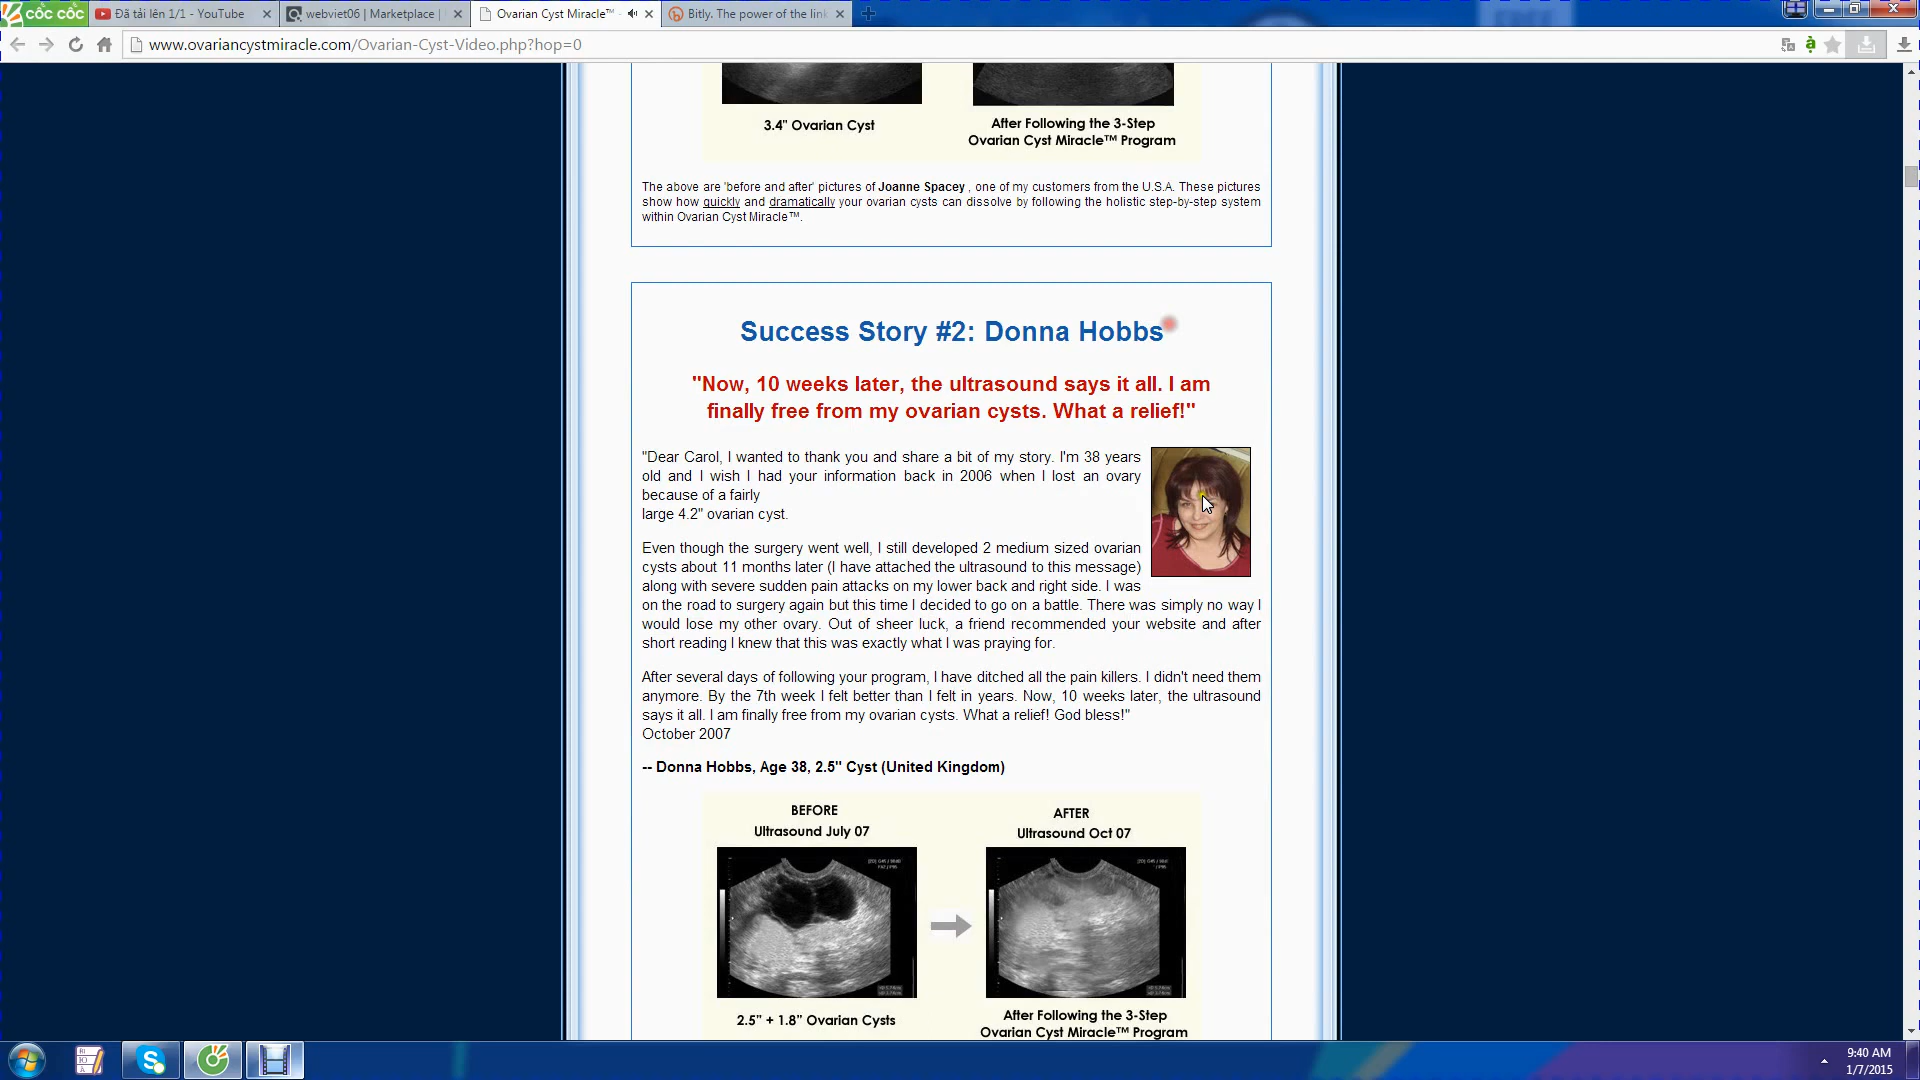 CỐC CỐC
Đã tải lên 1/1 - YouTube
webviet06 | Marketplace |
Ovarian Cyst Miracle™ -
Bitly. The power of the link
www.ovariancystmiracle.com/Ovarian-Cyst-Video.php?hop=0
3.4" Ovarian Cyst
After Following the 3-Step
Ovarian Cyst Miracle™ Program
The above are 'before and after' pictures of Joanne Spacey , one of my customers from the U.S.A. These pictures
show how quickly and dramatically your ovarian cysts can dissolve by following the holistic step-by-step system
within Ovarian Cyst Miracle™.
Success Story #2: Donna Hobbs
"Now, 10 weeks later, the ultrasound says it all. I am
finally free from my ovarian cysts. What a relief!"
"Dear Carol, I wanted to thank you and share a bit of my story. I'm 38 years
old and I wish I had your information back in 2006 when I lost an ovary
because of a fairly
large 4.2" ovarian cyst.
Even though the surgery went well, I still developed 2 medium sized ovarian
cysts about 11 months later (I have attached the ultrasound to this message)
along with severe sudden pain attacks on my lower back and right side. I was
on the road to surgery again but this time I decided to go on a battle. There was simply no way I
would lose my other ovary. Out of sheer luck, a friend recommended your website and after
short reading I knew that this was exactly what I was praying for.
After several days of following your program, I have ditched all the pain killers. I didn't need them
anymore. By the 7th week I felt better than I felt in years. Now, 10 weeks later, the ultrasound
says it all. I am finally free from my ovarian cysts. What a relief! God bless!"
October 2007
-- Donna Hobbs, Age 38, 2.5" Cyst (United Kingdom)
BEFORE
Ultrasound July 07
AFTER
Ultrasound Oct 07
2.5" + 1.8" Ovarian Cysts
After Following the 3-Step
Ovarian Cyst Miracle™ Program
9:40 AM
1/7/2015